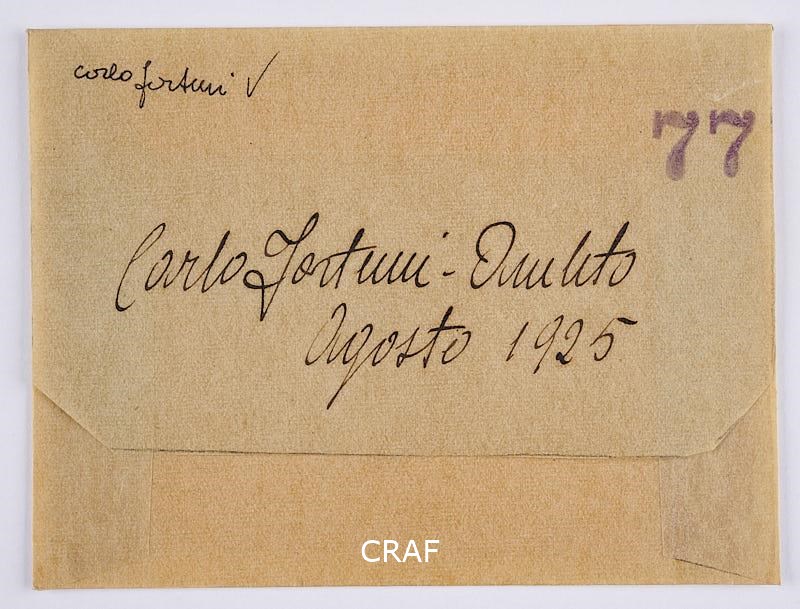 Carlo Fortuni V
77
Carlo Fortuni - Amleto
Agosto 1925
CRAF